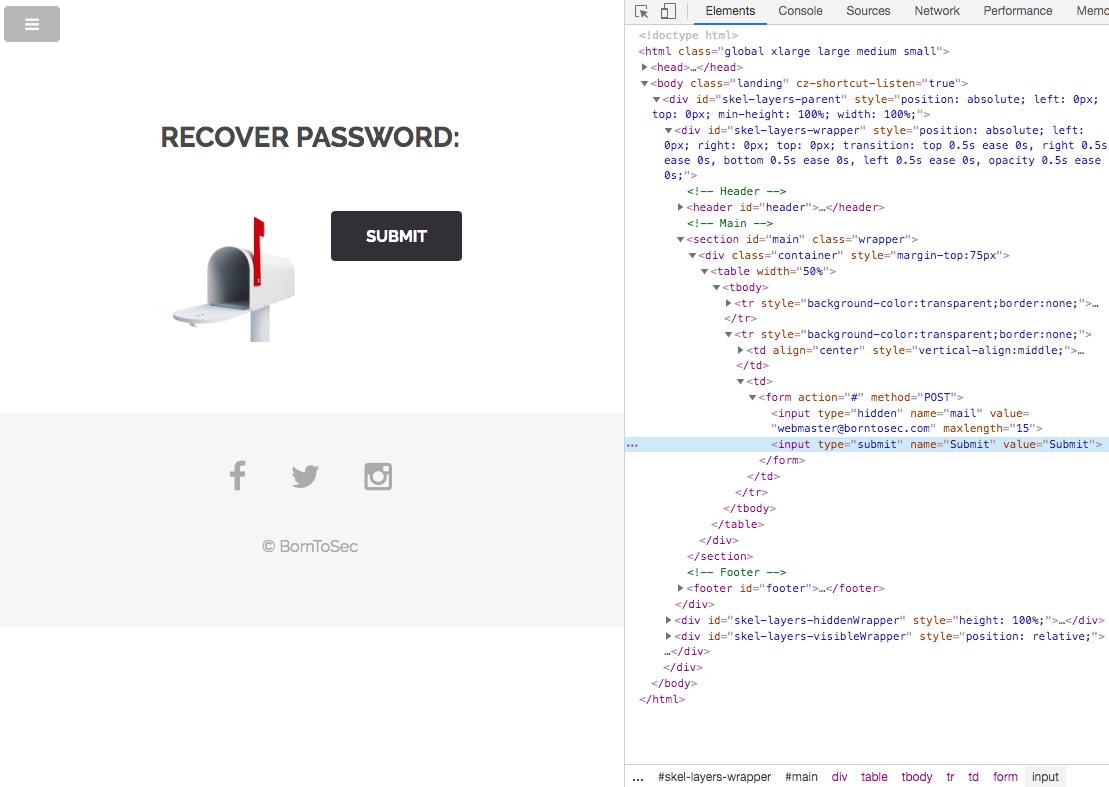 RECOVER PASSWORD:
SUBMIT
© BornToSec
Elements Console Sources Network Performance Memo
<!doctype html>
<html class="global xlarge large medium small">
<head>…</head>
<body class="landing" cz-shortcut-listen="true">
<div id="skel-layers-parent" style="position: absolute; left: 0px;
top: 0px; min-height: 100%; width: 100%;">
<div id="skel-layers-wrapper" style="position: absolute; left:
0px; right: 0px; top: 0px; transition: top 0.5s ease 0s, right 0.5s
ease 0s, bottom 0.5s ease 0s, left 0.5s ease 0s, opacity 0.5s ease
0s;">
<!-- Header -->
<header id="header">…</header>
<!-- Main -->
<section id="main" class="wrapper">
<div class="container" style="margin-top:75px">
<table width="50%">
<tbody>
<tr style="background-color:transparent;border:none;">…
</tr>
<tr style="background-color:transparent;border:none;">
<td align="center" style="vertical-align:middle;">…
</td>
<td>
<form action="#" method="POST">
<input type="hidden" name="mail" value=
"webmaster@borntosec.com" maxlength="15">
… <input type="submit" name="Submit" value="Submit">
</form>
</td>
</tr>
</tbody>
</table>
</div>
</section>
<!-- Footer -->
<footer id="footer">…</footer>
</div>
<div id="skel-layers-hiddenWrapper" style="height: 100%;">…</div>
<div id="skel-layers-visibleWrapper" style="position: relative;">
…</div>
</div>
</body>
</html>
… #skel-layers-wrapper #main div table tbody tr td form input